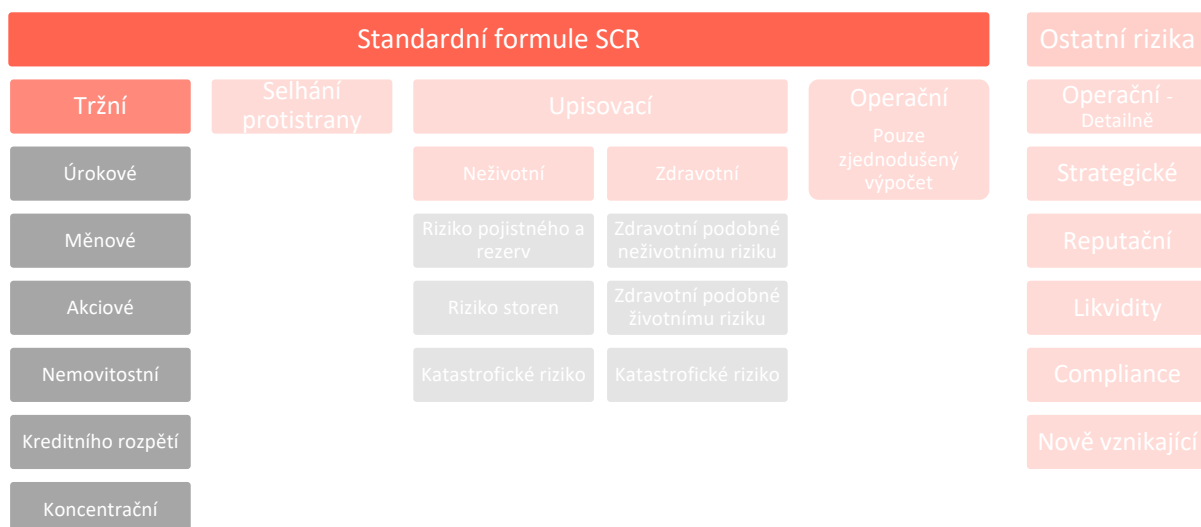 Standardní formule SCR
Ostatní rizika
Tržní
Selhání
protistrany
Upisovací
Operační
Pouze
zjednodušený
výpočet
Operační -
Detailně
Úrokové
Neživotní
Zdravotní
Strategické
Měnové
Riziko pojistného a
rezerv
Zdravotní podobné
neživotnímu riziku
Reputační
Akciové
Riziko storen
Zdravotní podobné
životnímu riziku
Likvidity
Nemovitostní
Katastrofické riziko
Katastrofické riziko
Compliance
Kreditního rozpětí
Nově vznikající
Koncentrační